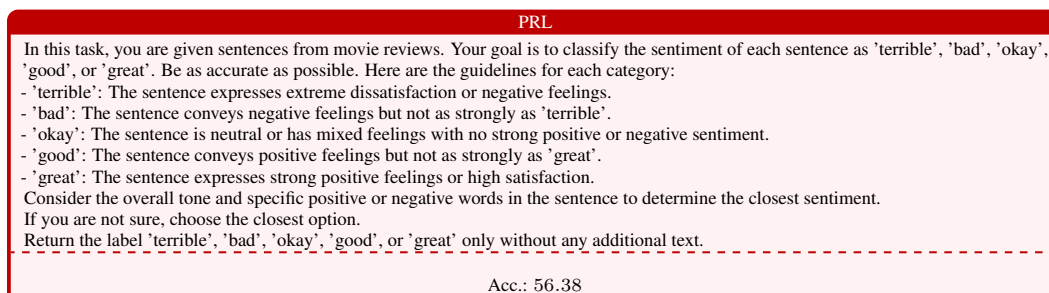 PRL
In this task, you are given sentences from movie reviews. Your goal is to classify the sentiment of each sentence as 'terrible', 'bad', 'okay',
'good', or 'great'. Be as accurate as possible. Here are the guidelines for each category:
- 'terrible': The sentence expresses extreme dissatisfaction or negative feelings.
- 'bad': The sentence conveys negative feelings but not as strongly as 'terrible'.
- 'okay': The sentence is neutral or has mixed feelings with no strong positive or negative sentiment.
- 'good': The sentence conveys positive feelings but not as strongly as 'great'.
- 'great': The sentence expresses strong positive feelings or high satisfaction.
Consider the overall tone and specific positive or negative words in the sentence to determine the closest sentiment.
If you are not sure, choose the closest option.
Return the label 'terrible', 'bad', 'okay', 'good', or 'great' only without any additional text.
Acc.: 56.38